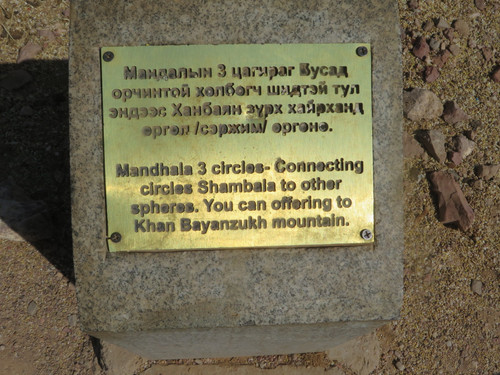 Мандалын 3 цагираг Бусад
орчинтой холбогч шидтэй тул
эндээс Ханбаян зүрх хайрханд
өргөл /сэржим/ өргөнө.
Mandhala 3 circles- Connecting
circles Shambala to other
spheres. You can offering to
Khan Bayanzukh mountain.